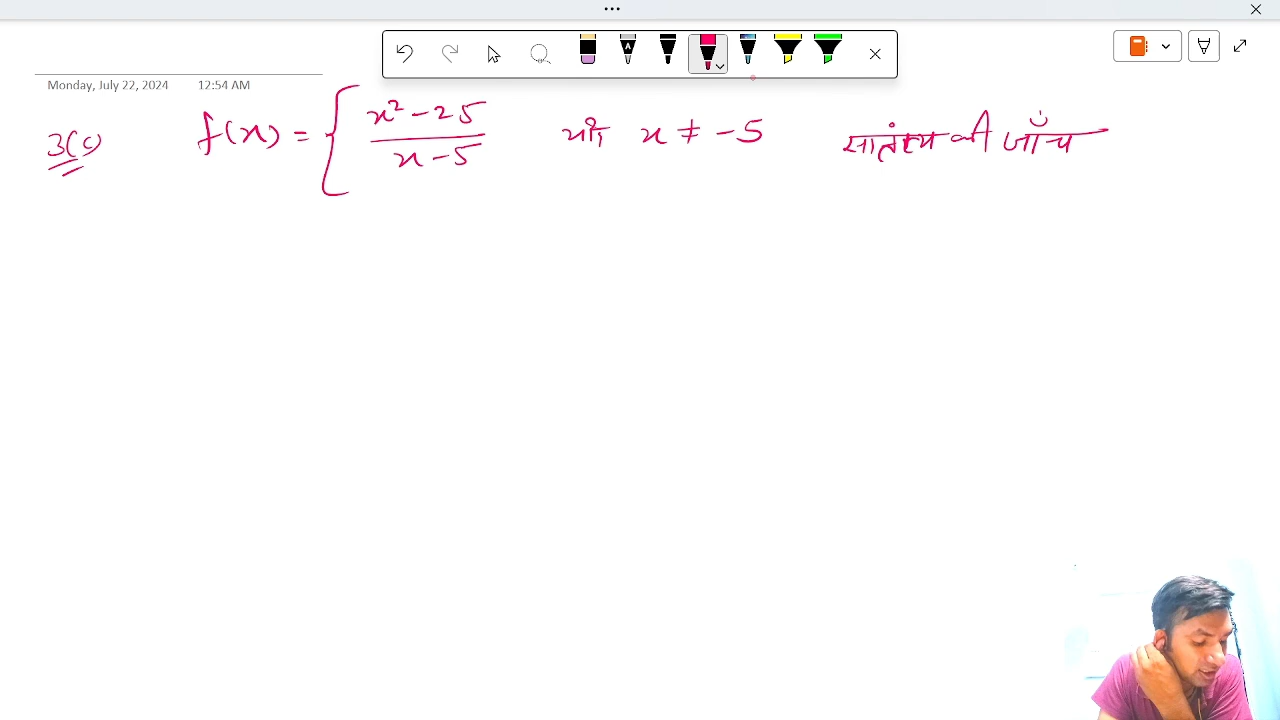 Monday, July 22, 2024 12:54 AM
3(c) f(x) = { x² - 25 / x - 5 यदि x ≠ -5 सांतत्य की जाँच